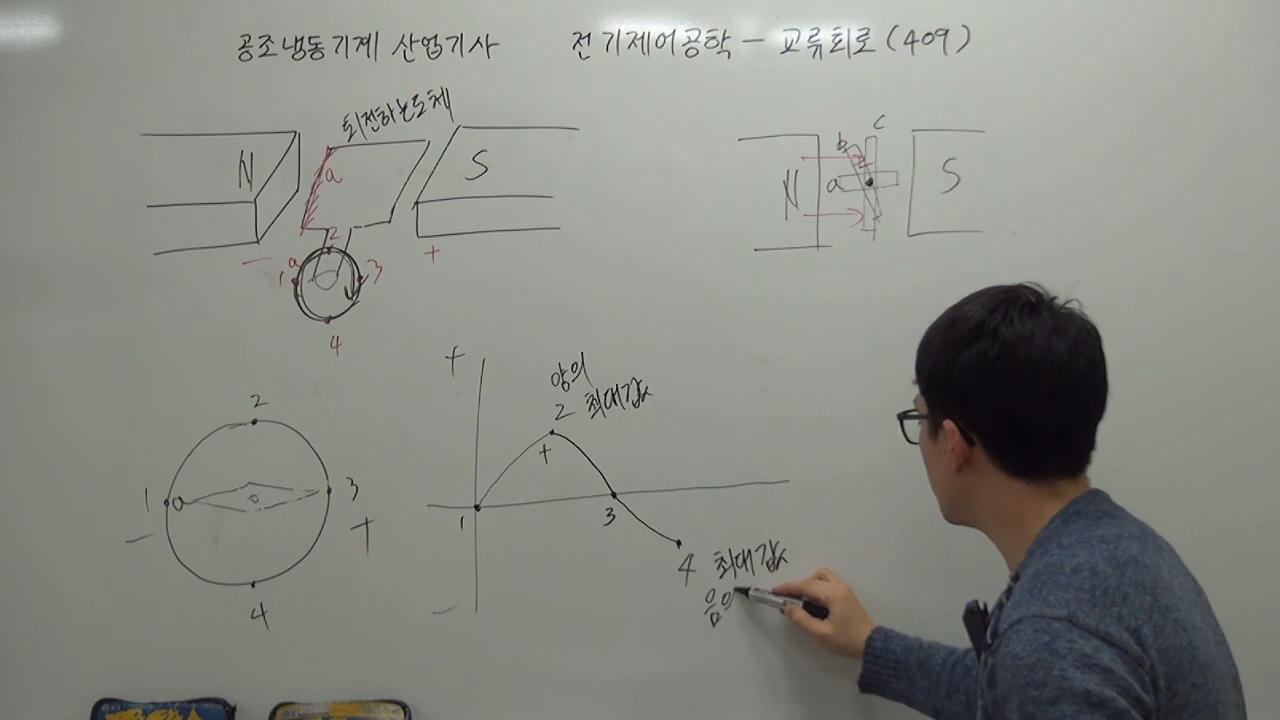 공조냉동기계 산업기사 전기제어공학 - 교류회로(409)
회전하는도체
N a S
2
- a 1 3 +
4
b c
N a S
2
1 a 3
- +
4
+
양의
2 최대값
+
1 3
4 최대값
음의
-